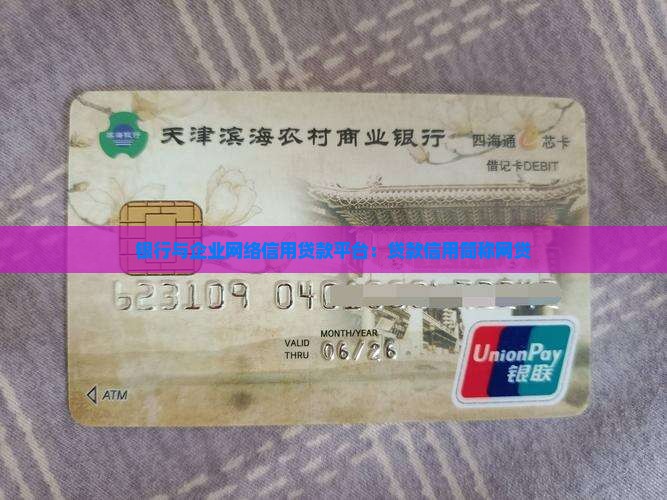 滨海银行
天津滨海农村商业银行
四海通e芯卡
借记卡DEBIT
银行与企业网络信用贷款平台：贷款信用简称网贷
623109 040
MONTH/YEAR
VALID THRU 06/26
ATM
UnionPay
银联